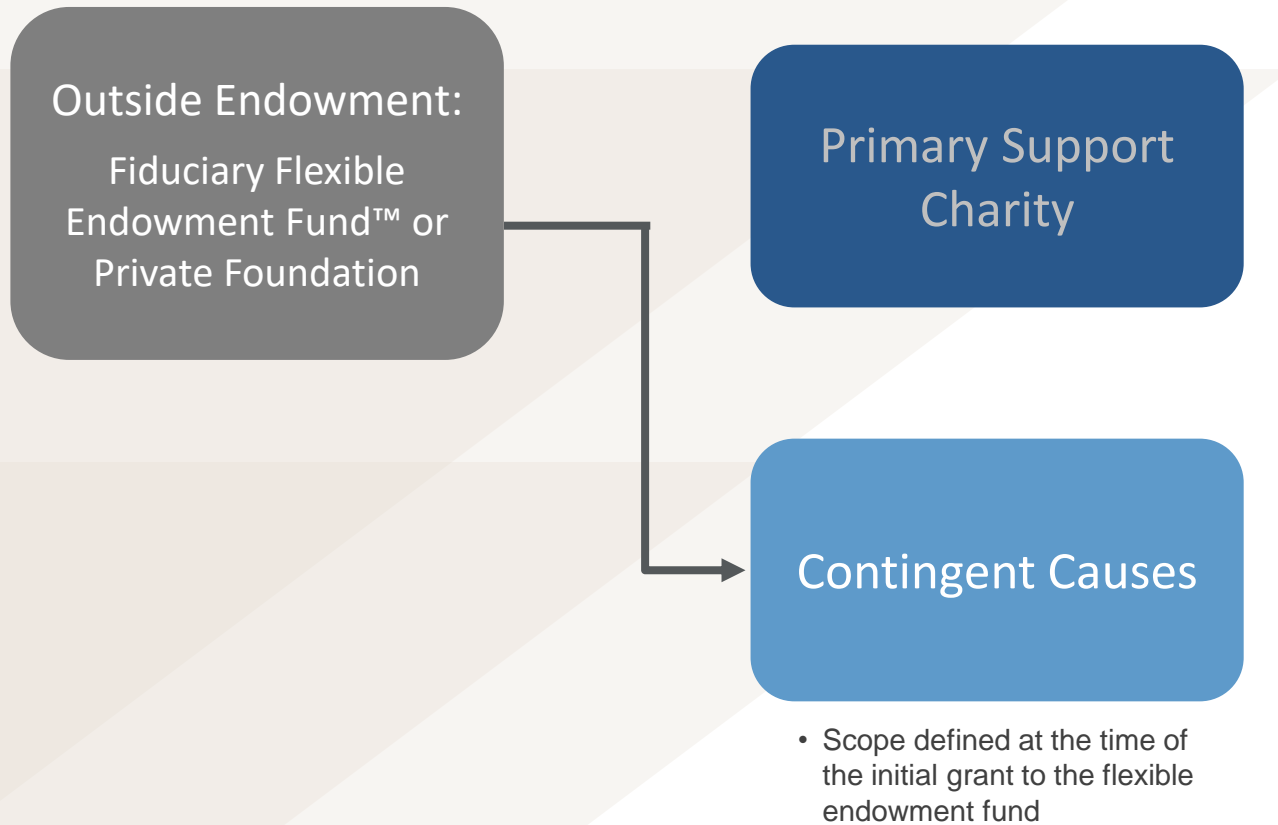 Outside Endowment:
Fiduciary Flexible
Endowment Fund™ or
Private Foundation
Primary Support
Charity
Contingent Causes
• Scope defined at the time of
the initial grant to the flexible
endowment fund